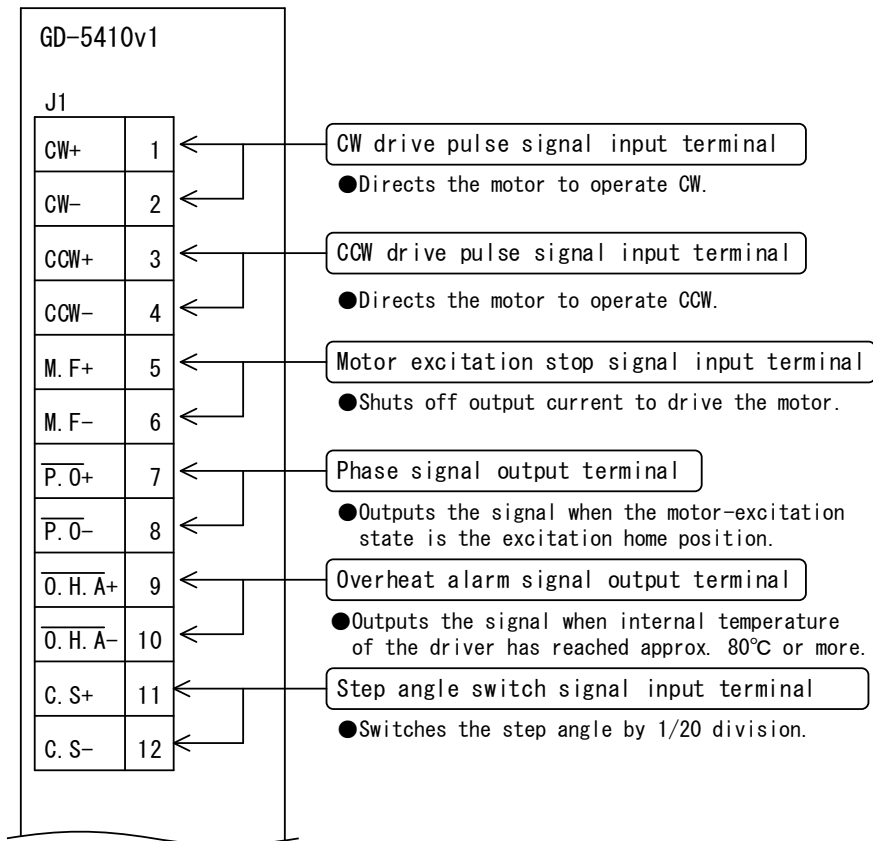 GD-5410v1
J1
CW+ 1
CW- 2
CCW+ 3
CCW- 4
M.F+ 5
M.F- 6
P.O+ 7
P.O- 8
O.H.A+ 9
O.H.A- 10
C.S+ 11
C.S- 12
CW drive pulse signal input terminal
●Directs the motor to operate CW.
CCW drive pulse signal input terminal
●Directs the motor to operate CCW.
Motor excitation stop signal input terminal
●Shuts off output current to drive the motor.
Phase signal output terminal
●Outputs the signal when the motor-excitation
state is the excitation home position.
Overheat alarm signal output terminal
●Outputs the signal when internal temperature
of the driver has reached approx. 80℃ or more.
Step angle switch signal input terminal
●Switches the step angle by 1/20 division.